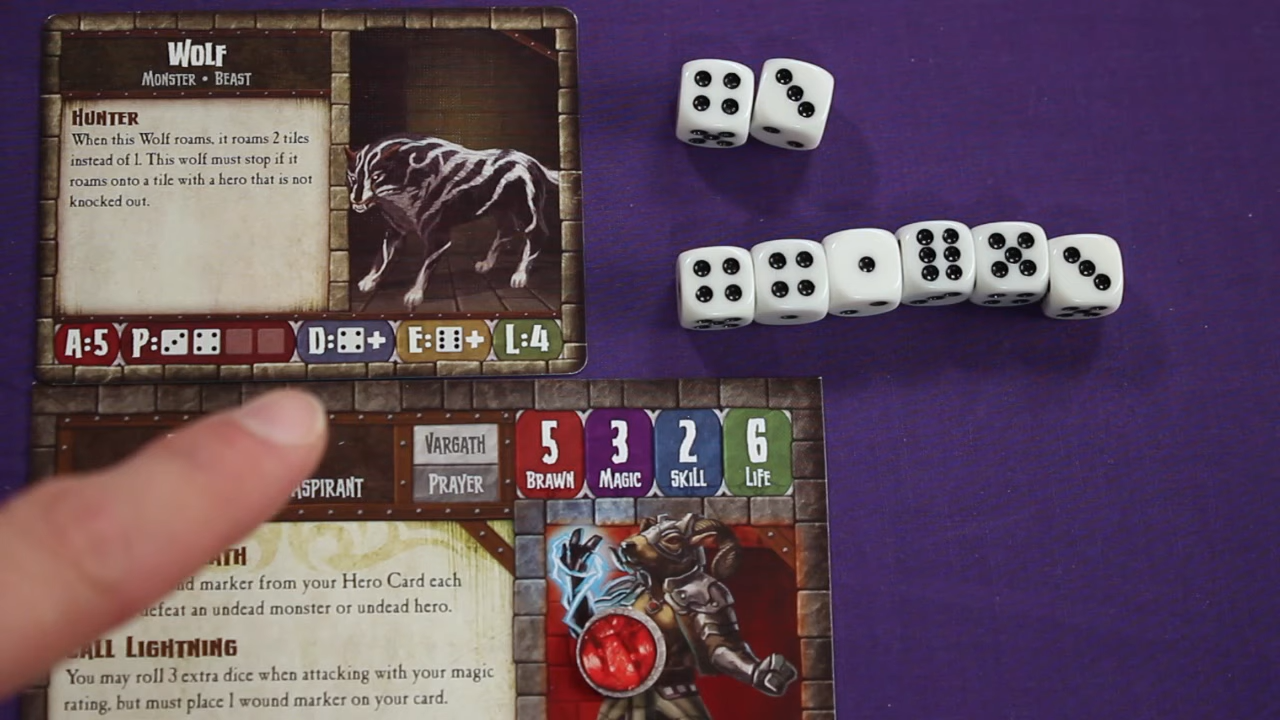 Wolf
Monster • Beast
Hunter
When this Wolf roams, it roams 2 tiles
instead of 1. This wolf must stop if it
roams onto a tile with a hero that is not
knocked out.
A:5 P: D: + E: + L:4
Vargath
Prayer
5 3 2 6
Brawn Magic Skill Life
marker from your Hero Card each
defeat an undead monster or undead hero.
Call Lightning
You may roll 3 extra dice when attacking with your magic
rating, but must place 1 wound marker on your card.